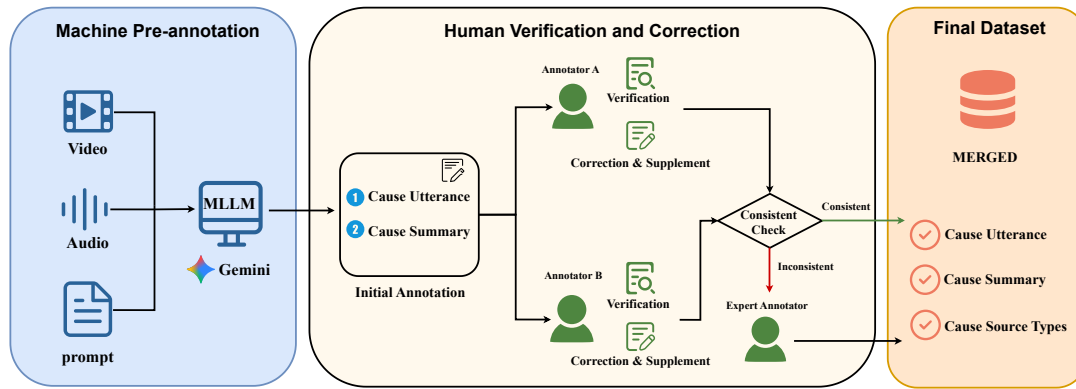 Machine Pre-annotation
Video
Audio
prompt
MLLM
Gemini
Human Verification and Correction
1 Cause Utterance
2 Cause Summary
Initial Annotation
Annotator A
Verification
Correction & Supplement
Annotator B
Verification
Correction & Supplement
Consistent
Check
Consistent
Inconsistent
Expert Annotator
Final Dataset
MERGED
Cause Utterance
Cause Summary
Cause Source Types